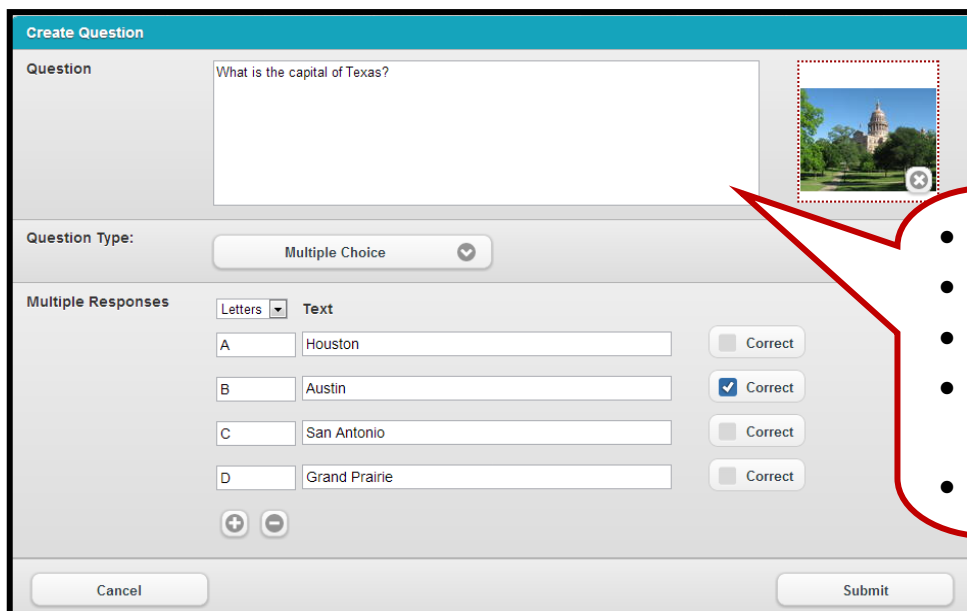 Create Question
Question
What is the capital of Texas?
Question Type:
Multiple Choice
Multiple Responses
Letters Text
A Houston Correct
B Austin Correct
C San Antonio Correct
D Grand Prairie Correct
Cancel Submit